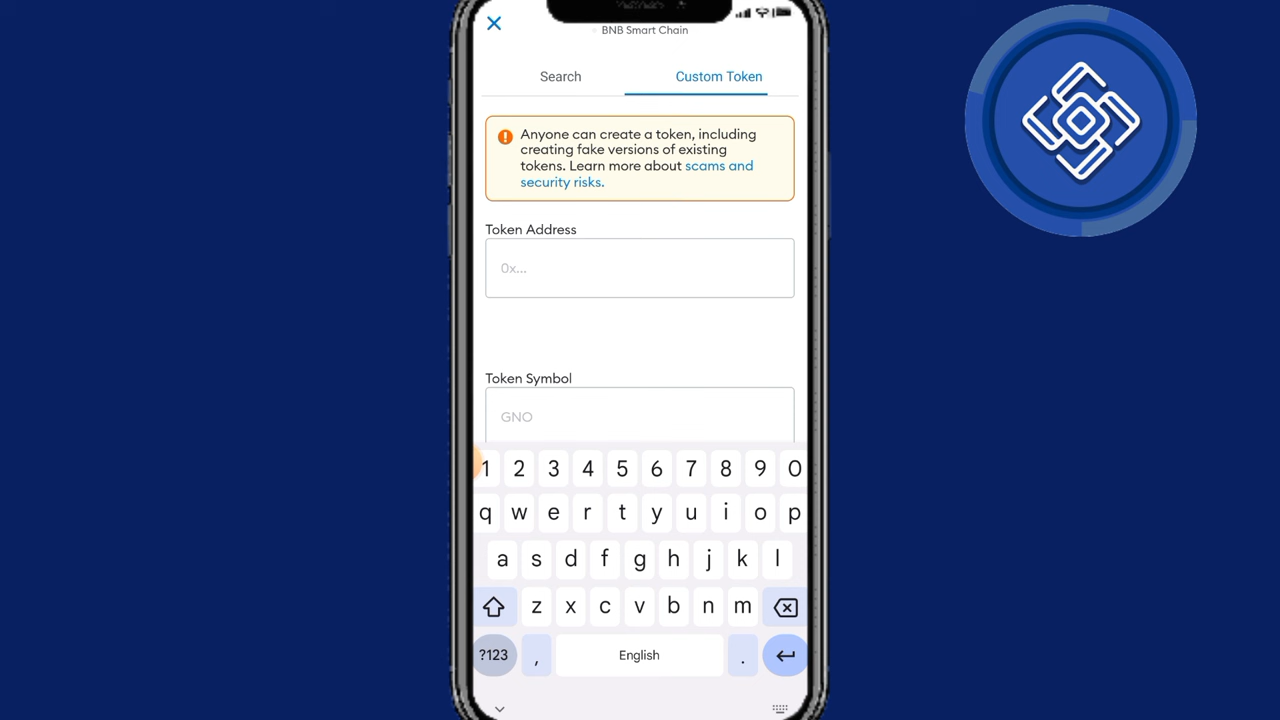 BNB Smart Chain
Search
Custom Token
Anyone can create a token, including
creating fake versions of existing
tokens. Learn more about scams and
security risks.
Token Address
0x...
Token Symbol
GNO
1 2 3 4 5 6 7 8 9 0
q w e r t y u i o p
a s d f g h j k l
z x c v b n m
?123 , English .